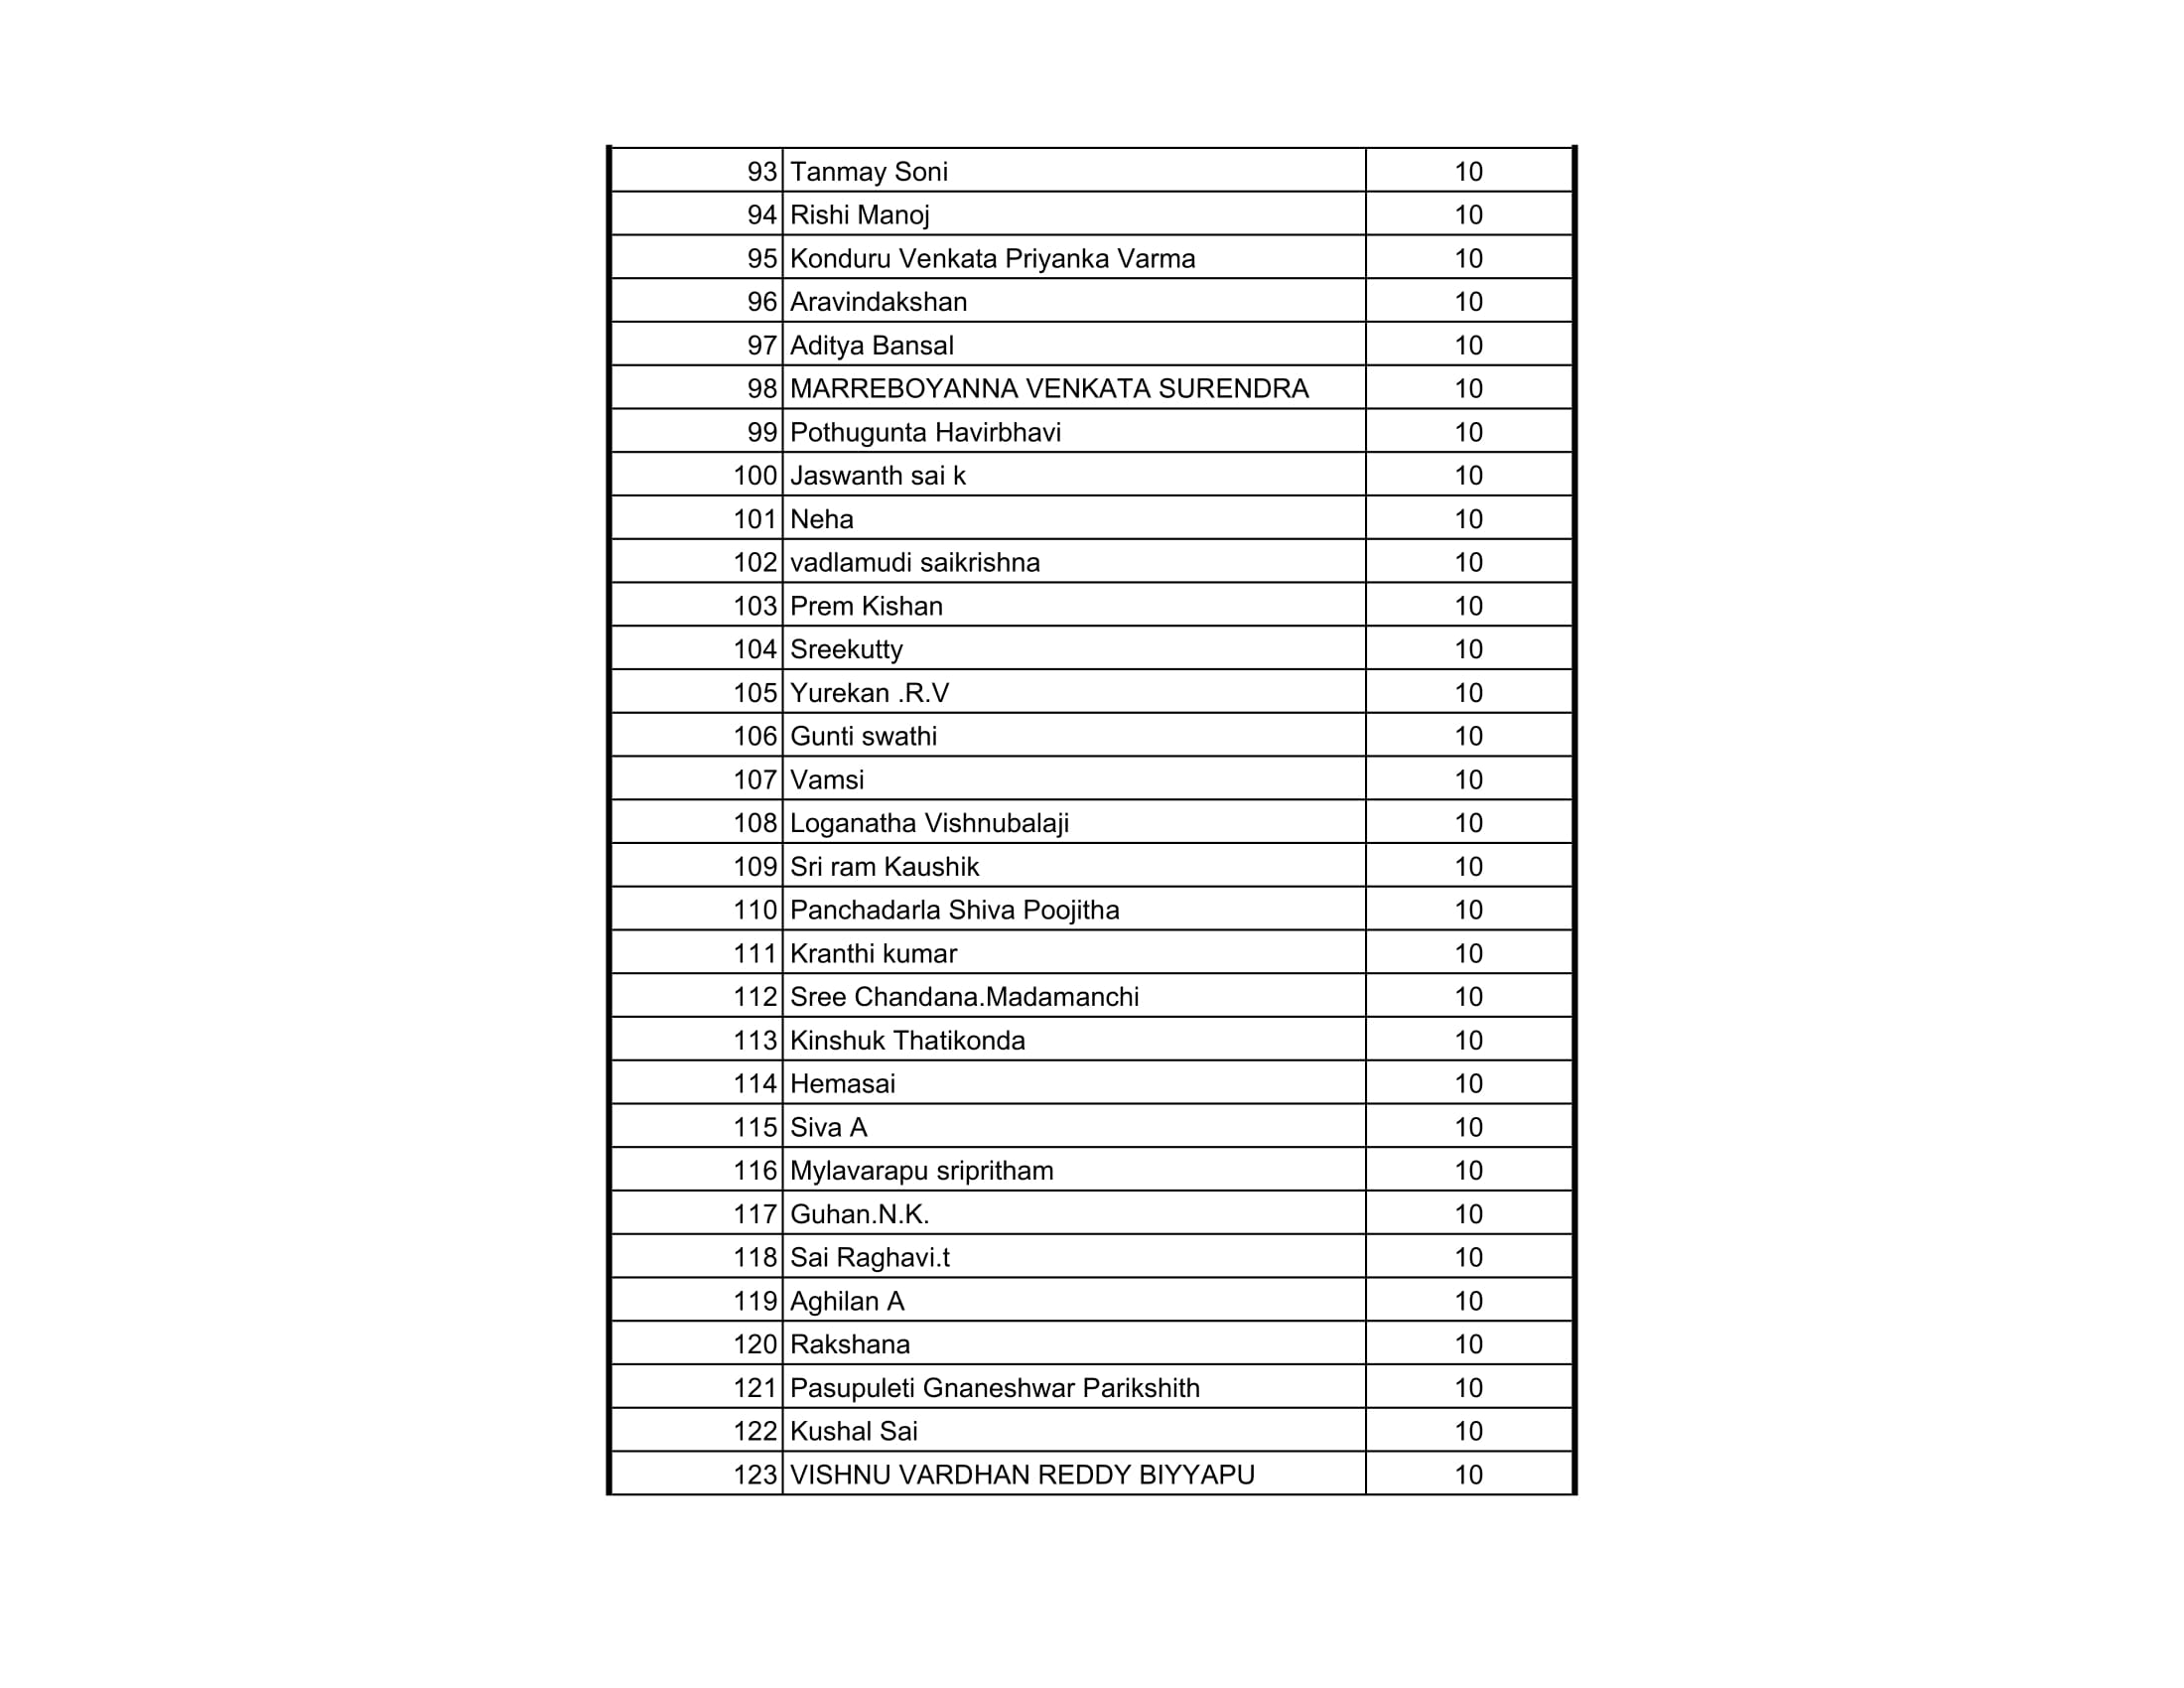 93 Tanmay Soni 10
94 Rishi Manoj 10
95 Konduru Venkata Priyanka Varma 10
96 Aravindakshan 10
97 Aditya Bansal 10
98 MARREBOYANNA VENKATA SURENDRA 10
99 Pothugunta Havirbhavi 10
100 Jaswanth sai k 10
101 Neha 10
102 vadlamudi saikrishna 10
103 Prem Kishan 10
104 Sreekutty 10
105 Yurekan .R.V 10
106 Gunti swathi 10
107 Vamsi 10
108 Loganatha Vishnubalaji 10
109 Sri ram Kaushik 10
110 Panchadarla Shiva Poojitha 10
111 Kranthi kumar 10
112 Sree Chandana.Madamanchi 10
113 Kinshuk Thatikonda 10
114 Hemasai 10
115 Siva A 10
116 Mylavarapu sripritham 10
117 Guhan.N.K. 10
118 Sai Raghavi.t 10
119 Aghilan A 10
120 Rakshana 10
121 Pasupuleti Gnaneshwar Parikshith 10
122 Kushal Sai 10
123 VISHNU VARDHAN REDDY BIYYAPU 10